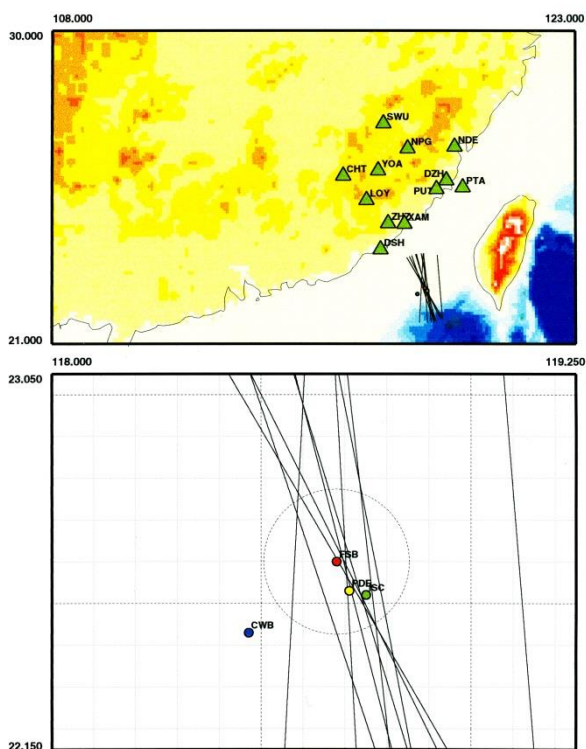 108.000 123.000
30.000
SWU
NPG NDE
CHT YOA
DZH
PUT PTA
LOY
ZHZ XAM
DSH
21.000
118.000 119.250
23.050
FSB
PDE ISC
CWB
22.150